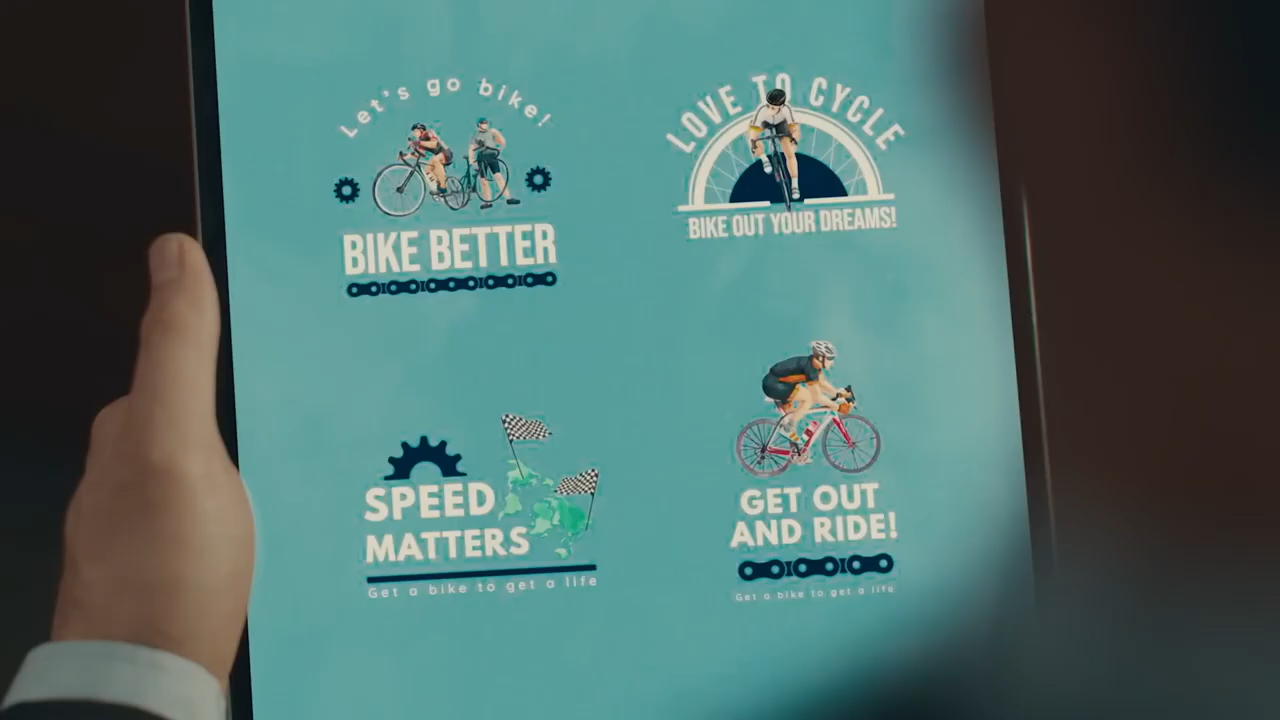 Let's go bike!
BIKE BETTER
LOVE TO CYCLE
BIKE OUT YOUR DREAMS!
SPEED
MATTERS
Get a bike to get a life
GET OUT
AND RIDE!
Get a bike to get a life